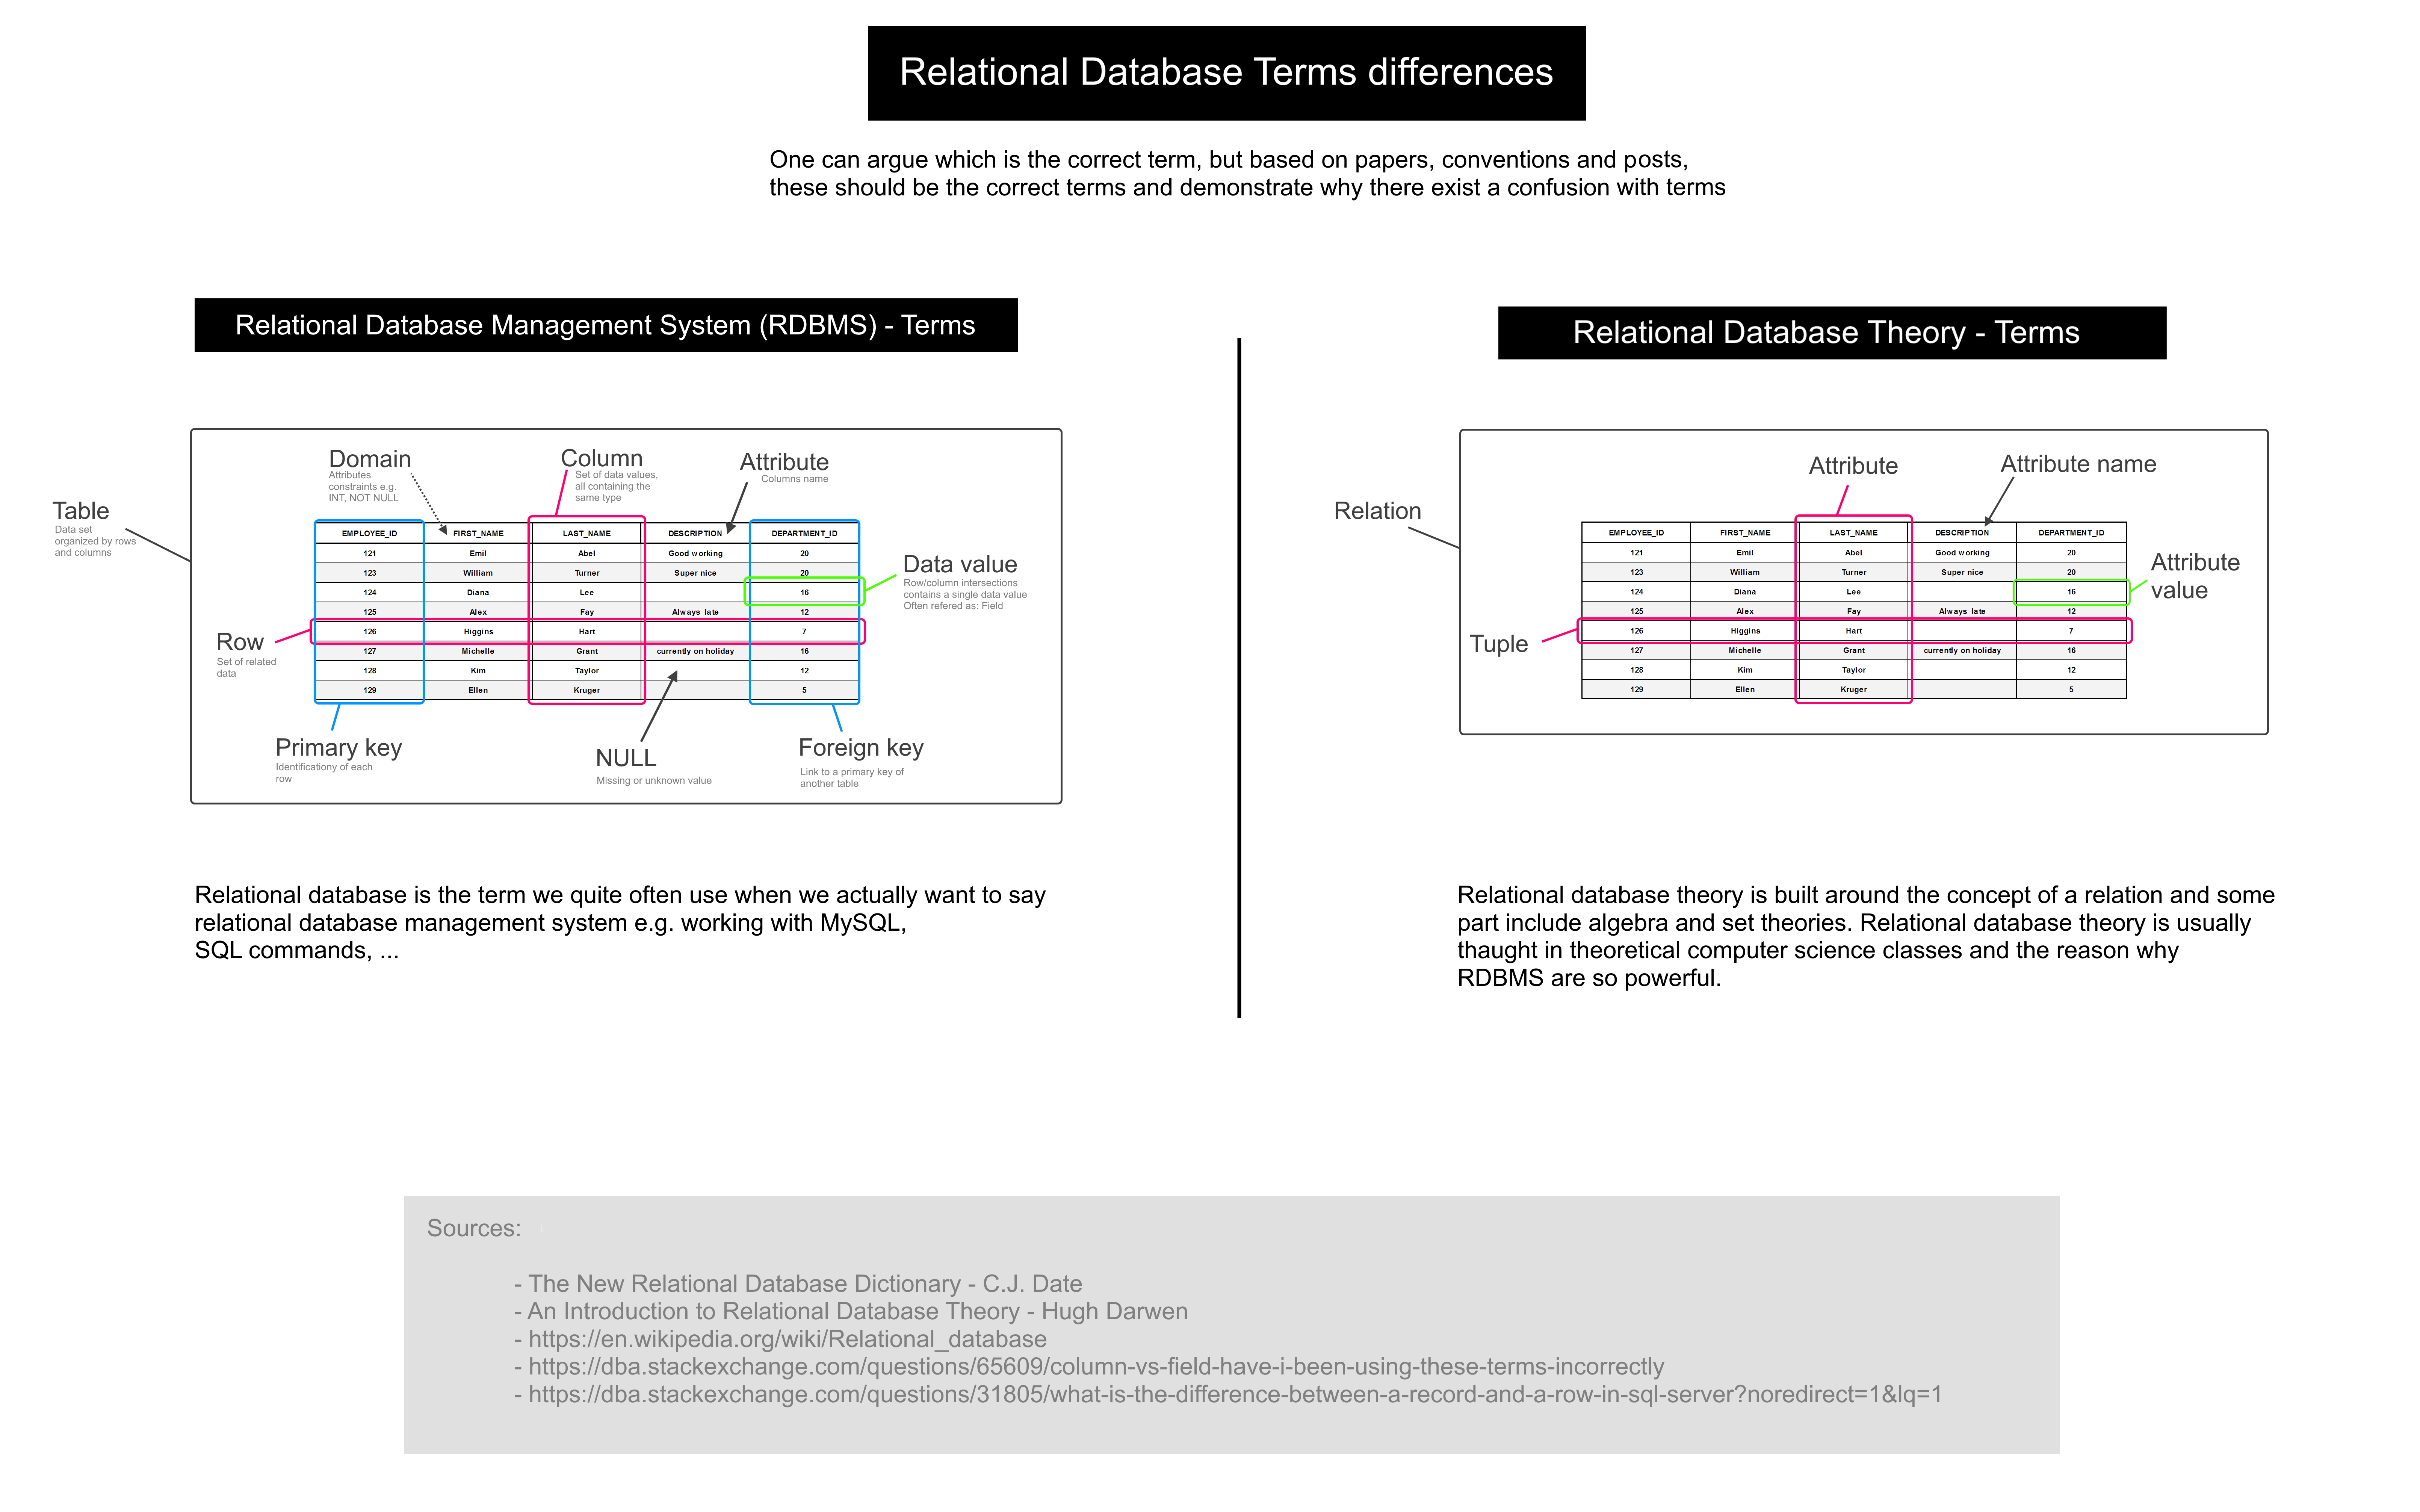 Relational Database Terms differences
One can argue which is the correct term, but based on papers, conventions and posts,
these should be the correct terms and demonstrate why there exist a confusion with terms
Relational Database Management System (RDBMS) - Terms
Table
Data set
organized by rows
and columns
Domain
Attributes
constraints e.g.
INT, NOT NULL
Column
Set of data values,
all containing the
same type
Attribute
Columns name
EMPLOYEE_ID FIRST_NAME LAST_NAME DESCRIPTION DEPARTMENT_ID
121 Emil Abel Good working 20
123 William Turner Super nice 20
124 Diana Lee 16
125 Alex Fay Always late 12
126 Higgins Hart 7
127 Michelle Grant currently on holiday 16
128 Kim Taylor 12
129 Ellen Kruger 5
Data value
Row/column intersections
contains a single data value
Often refered as: Field
Row
Set of related
data
Primary key
Identificationy of each
row
NULL
Missing or unknown value
Foreign key
Link to a primary key of
another table
Relational database is the term we quite often use when we actually want to say
relational database management system e.g. working with MySQL,
SQL commands, ...
Relational Database Theory - Terms
Relation
Attribute
Attribute name
EMPLOYEE_ID FIRST_NAME LAST_NAME DESCRIPTION DEPARTMENT_ID
121 Emil Abel Good working 20
123 William Turner Super nice 20
124 Diana Lee 16
125 Alex Fay Always late 12
126 Higgins Hart 7
127 Michelle Grant currently on holiday 16
128 Kim Taylor 12
129 Ellen Kruger 5
Attribute
value
Tuple
Relational database theory is built around the concept of a relation and some
part include algebra and set theories. Relational database theory is usually
thaught in theoretical computer science classes and the reason why
RDBMS are so powerful.
Sources:
- The New Relational Database Dictionary - C.J. Date
- An Introduction to Relational Database Theory - Hugh Darwen
- https://en.wikipedia.org/wiki/Relational_database
- https://dba.stackexchange.com/questions/65609/column-vs-field-have-i-been-using-these-terms-incorrectly
- https://dba.stackexchange.com/questions/31805/what-is-the-difference-between-a-record-and-a-row-in-sql-server?noredirect=1&lq=1